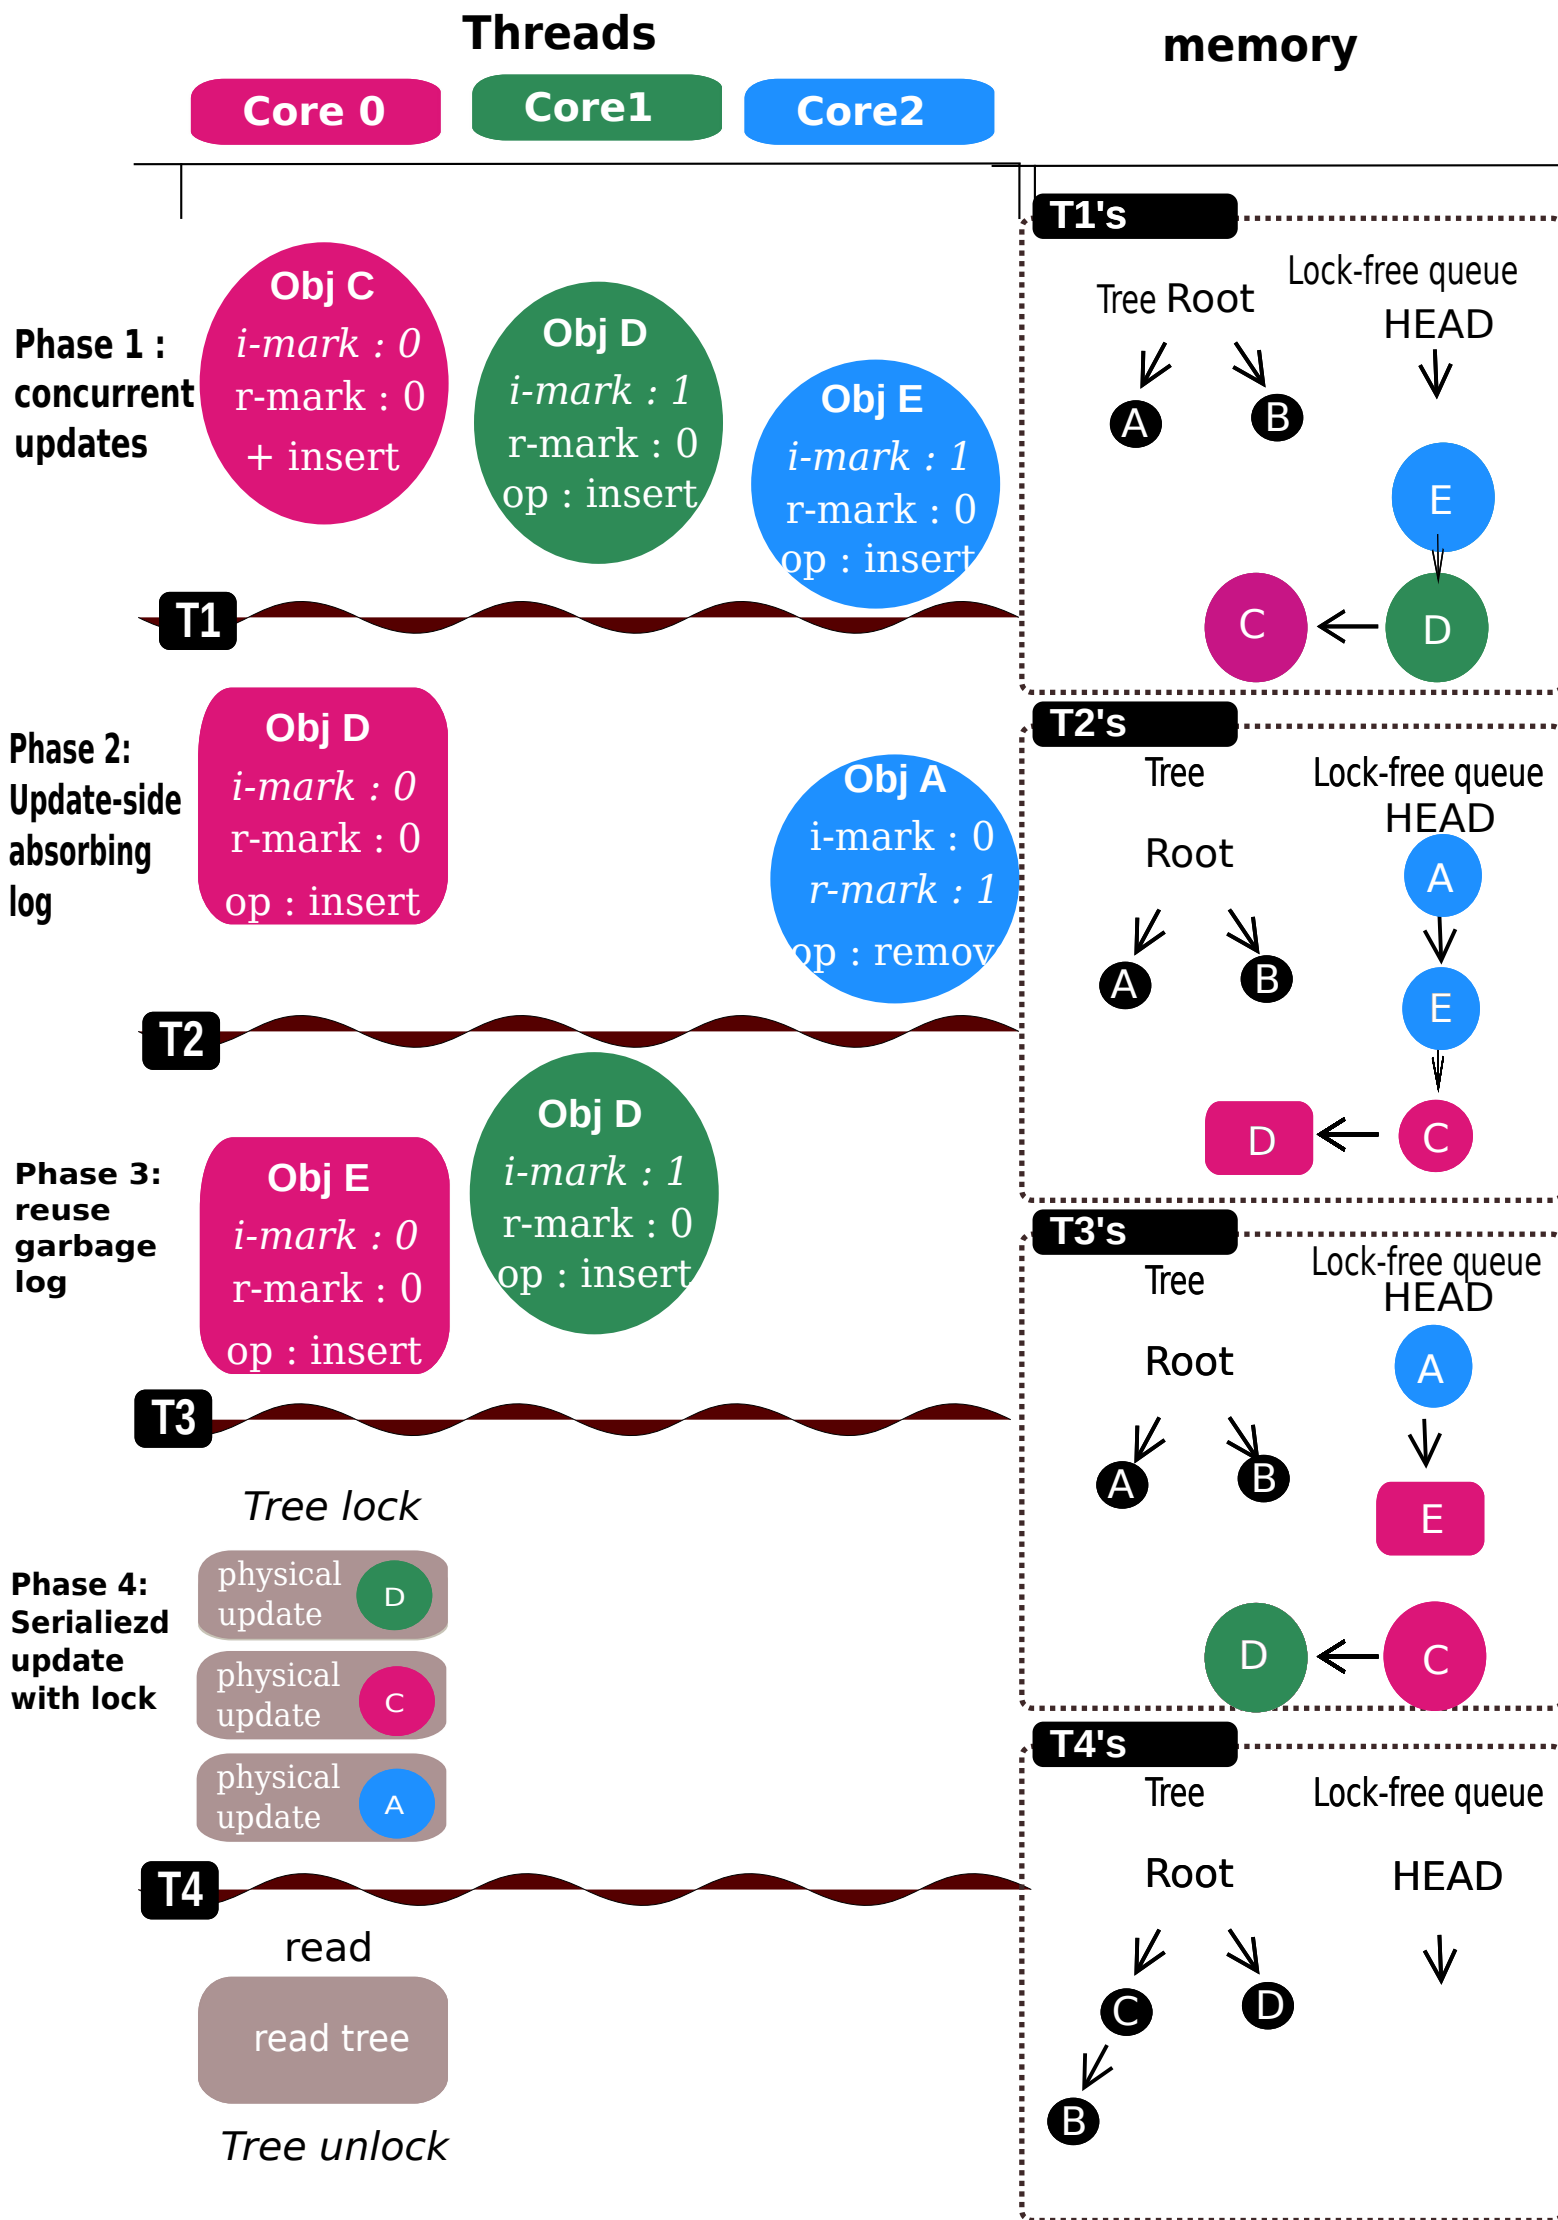 Threads
memory
Core 0
Core1
Core2
Phase 1 :
concurrent
updates
Obj C
i-mark : 0
r-mark : 0
+ insert
Obj D
i-mark : 1
r-mark : 0
op : insert
Obj E
i-mark : 1
r-mark : 0
op : insert
T1's
Tree Root
Lock-free queue
HEAD
A
B
E
C
D
T1
Phase 2:
Update-side
absorbing
log
Obj D
i-mark : 0
r-mark : 0
op : insert
Obj A
i-mark : 0
r-mark : 1
op : remov
T2's
Tree
Lock-free queue
HEAD
Root
A
A
B
E
D
C
T2
Phase 3:
reuse
garbage
log
Obj E
i-mark : 0
r-mark : 0
op : insert
Obj D
i-mark : 1
r-mark : 0
op : insert
T3's
Tree
Lock-free queue
HEAD
Root
A
A
B
E
D
C
T3
Phase 4:
Serialiezd
update
with lock
Tree lock
physical
update
D
physical
update
C
physical
update
A
T4's
Tree
Lock-free queue
Root
HEAD
C
D
B
T4
read
read tree
Tree unlock